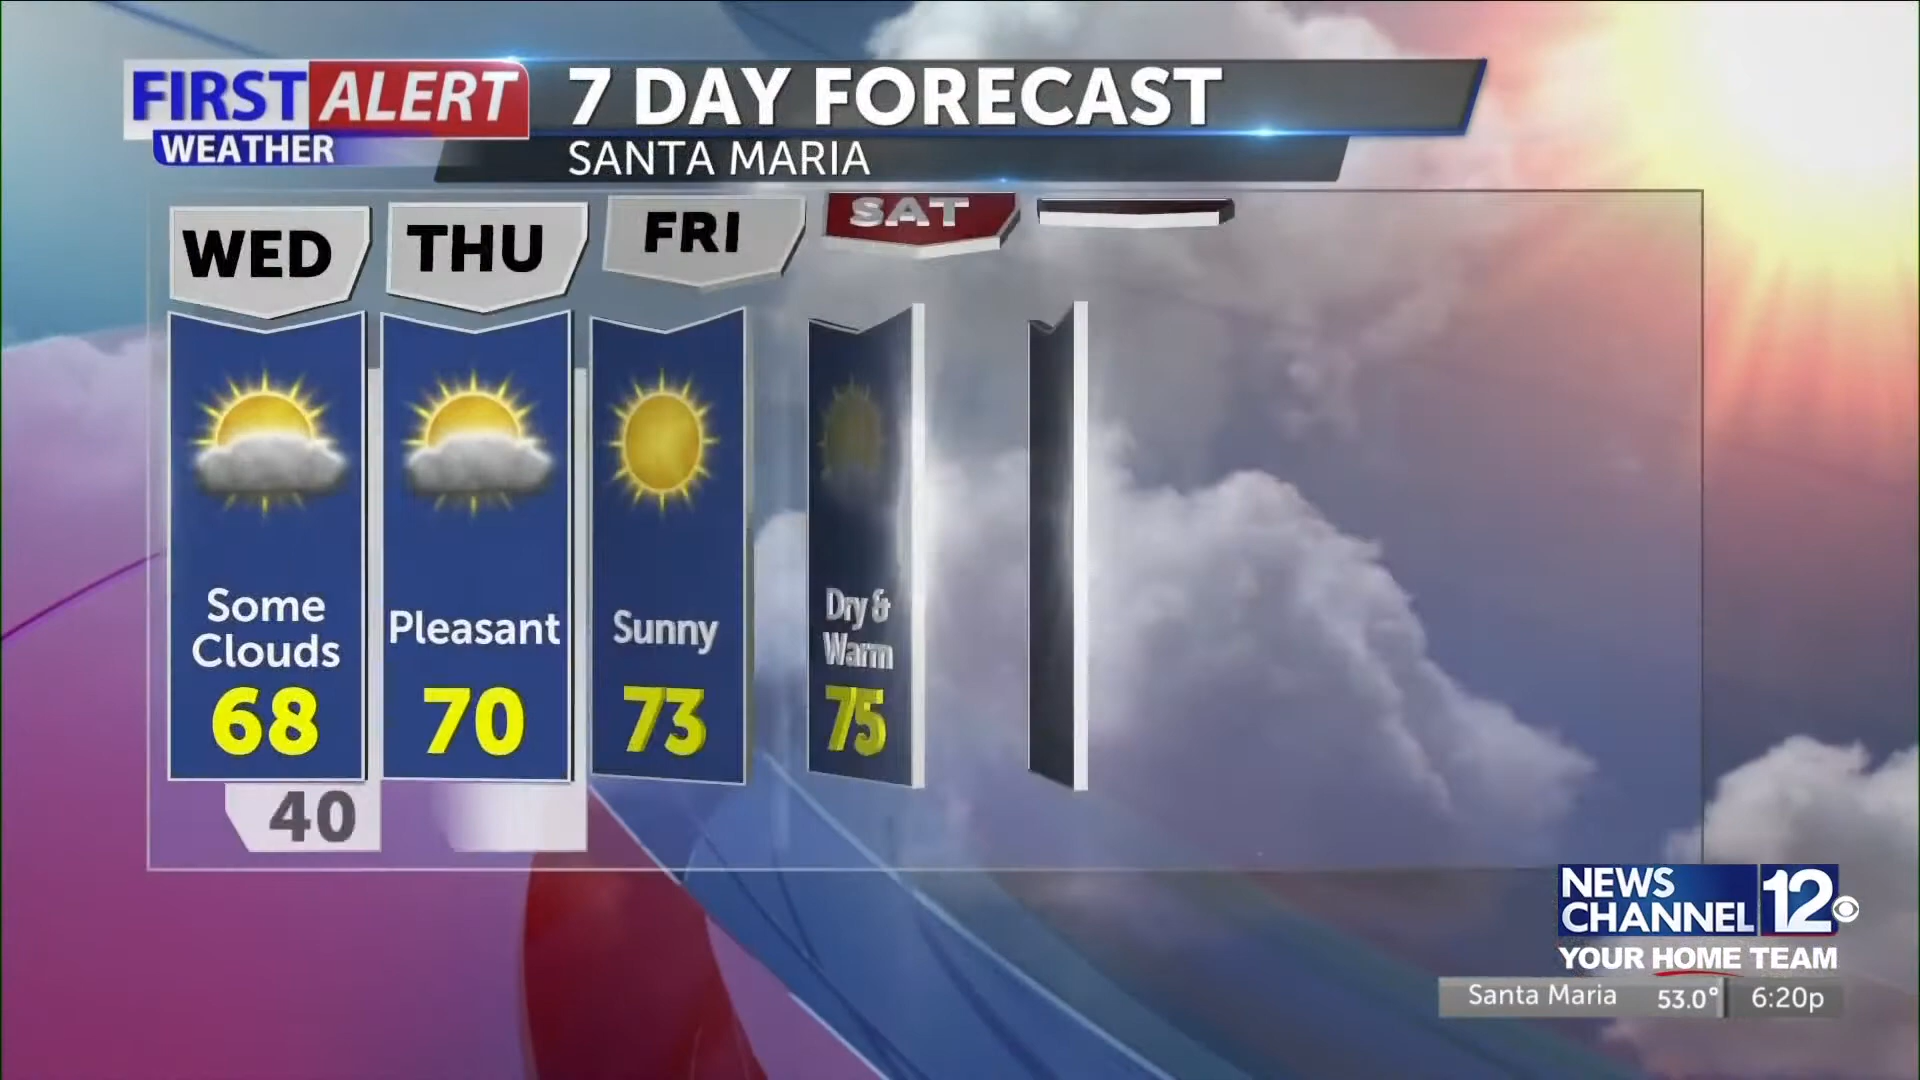 FIRST ALERT
WEATHER
7 DAY FORECAST
SANTA MARIA
WED
THU
FRI
SAT
Some
Clouds
68
40
Pleasant
70
Sunny
73
Dry &
Warm
75
NEWS
CHANNEL 12
YOUR HOME TEAM
Santa Maria 53.0° 6:20p